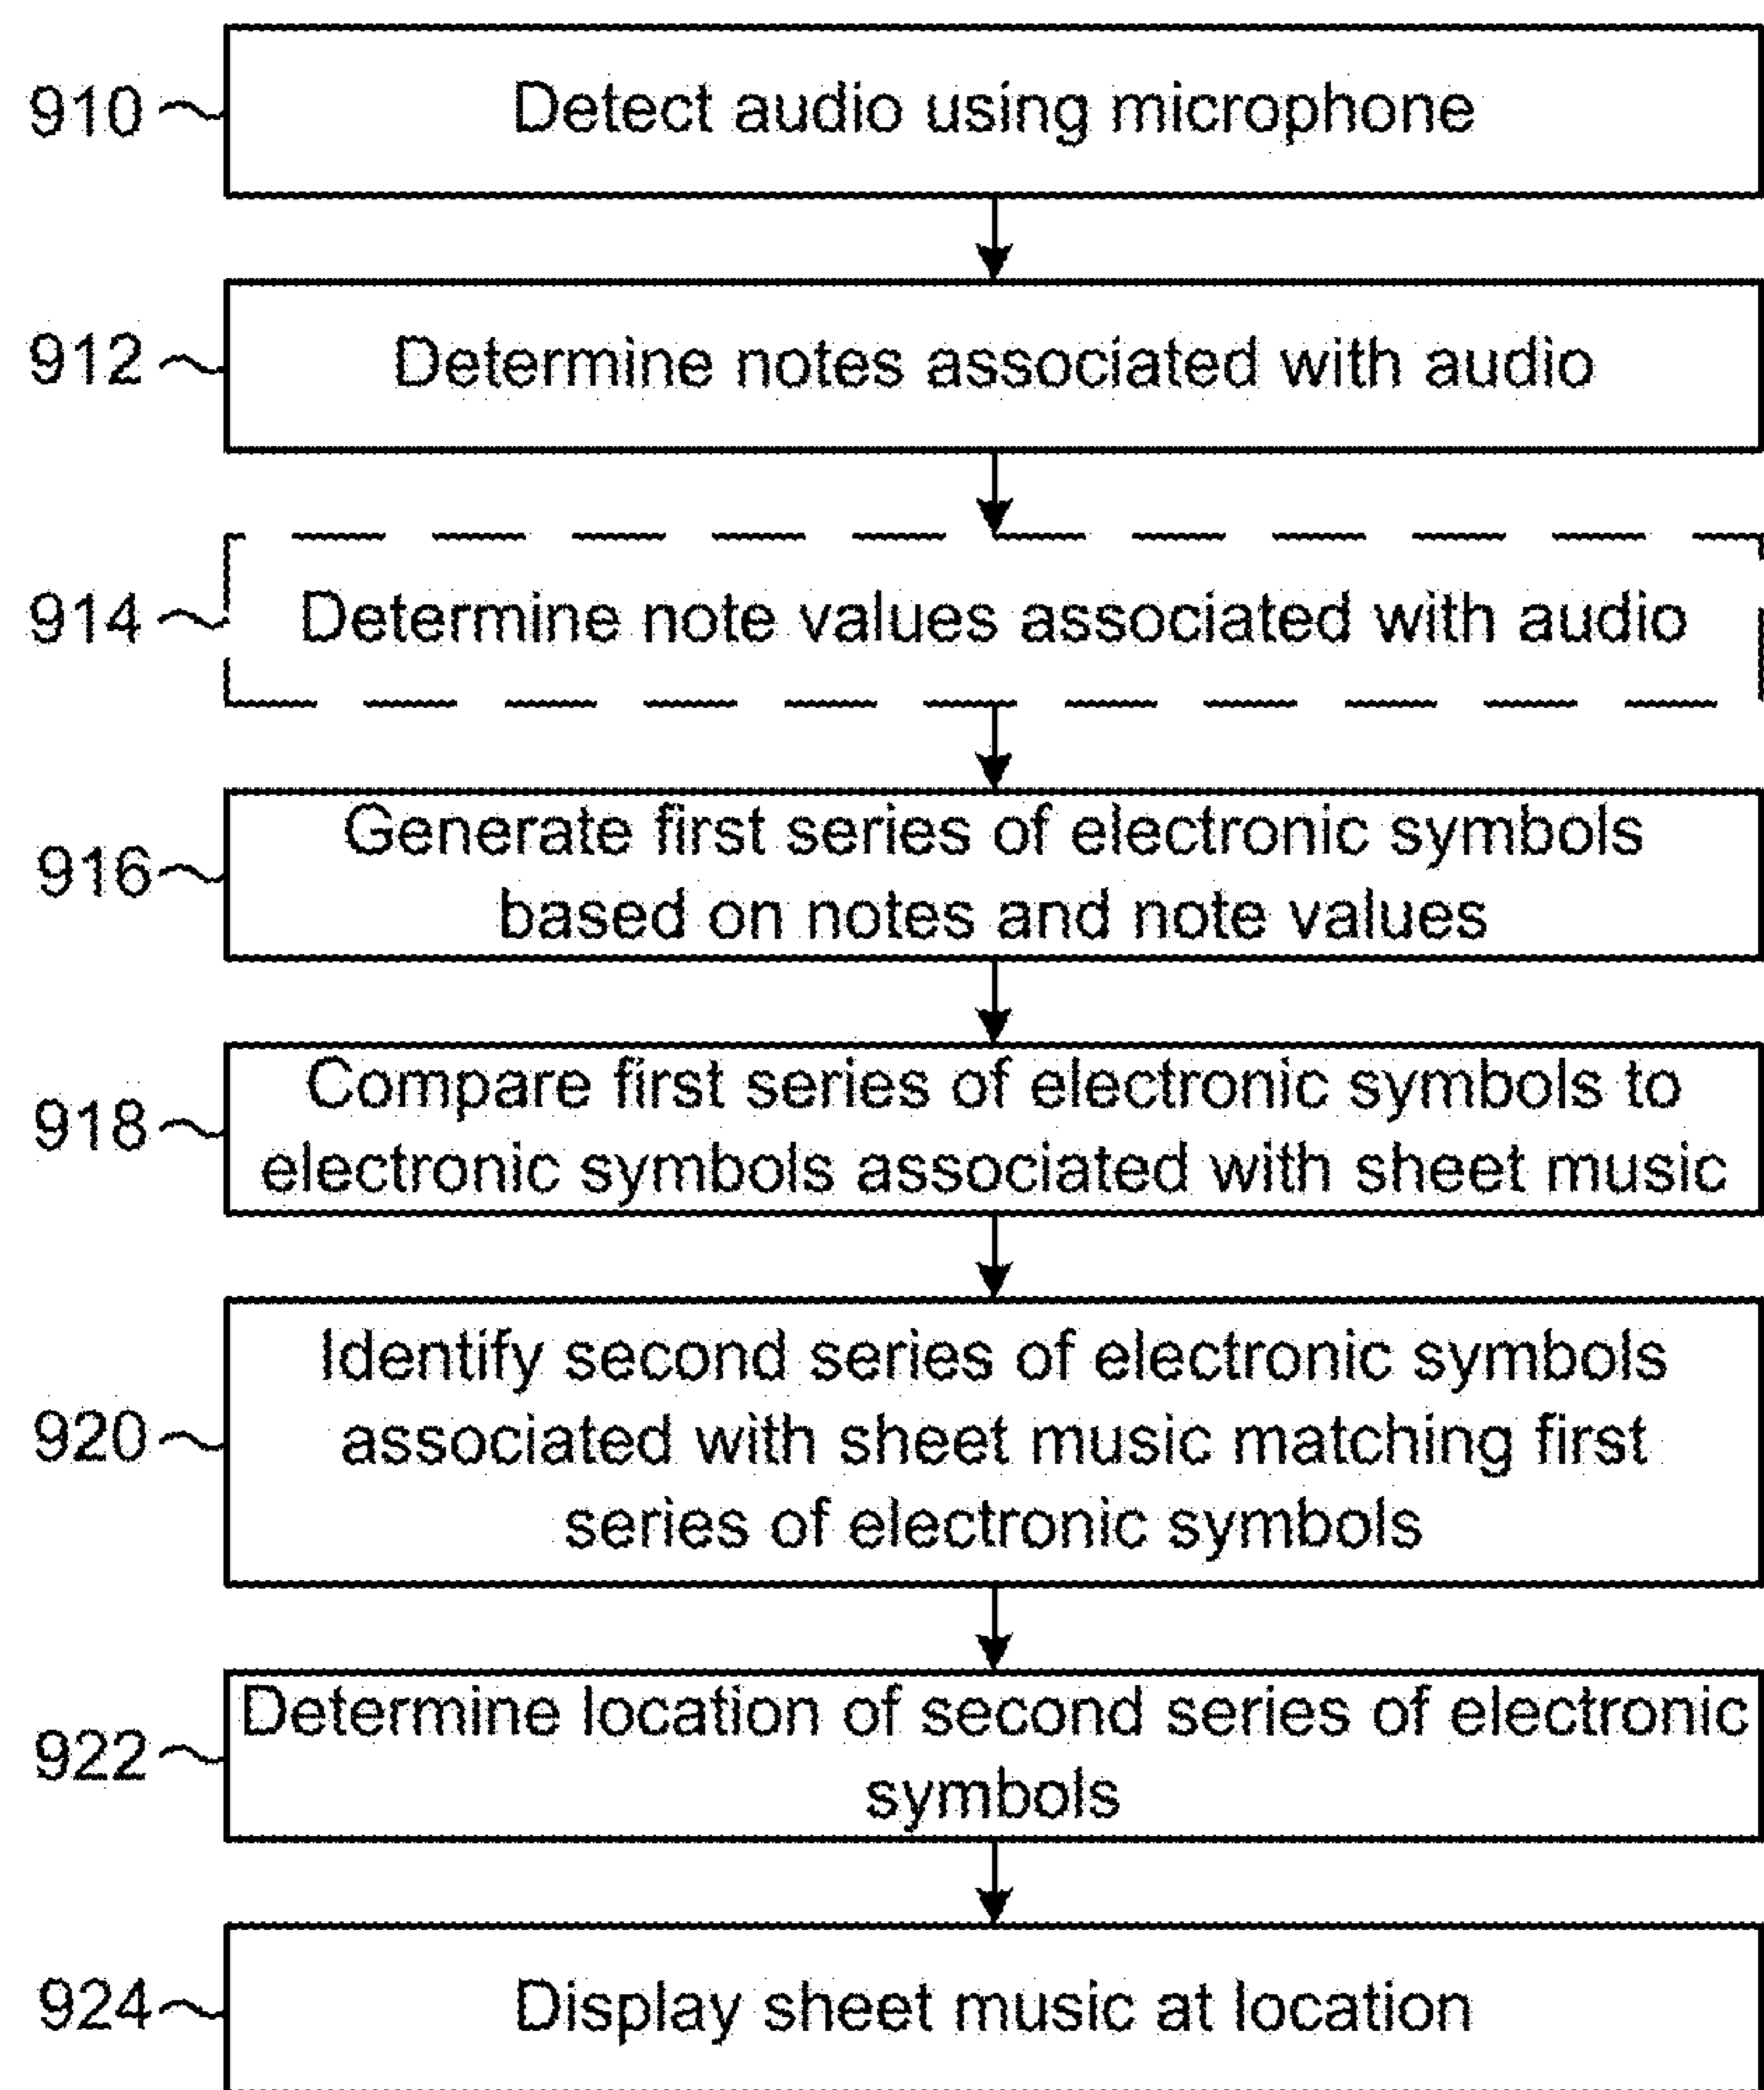 910
Detect audio using microphone
912
Determine notes associated with audio
914
Determine note values associated with audio
916
Generate first series of electronic symbols
based on notes and note values
918
Compare first series of electronic symbols to
electronic symbols associated with sheet music
920
Identify second series of electronic symbols
associated with sheet music matching first
series of electronic symbols
922
Determine location of second series of electronic
symbols
924
Display sheet music at location